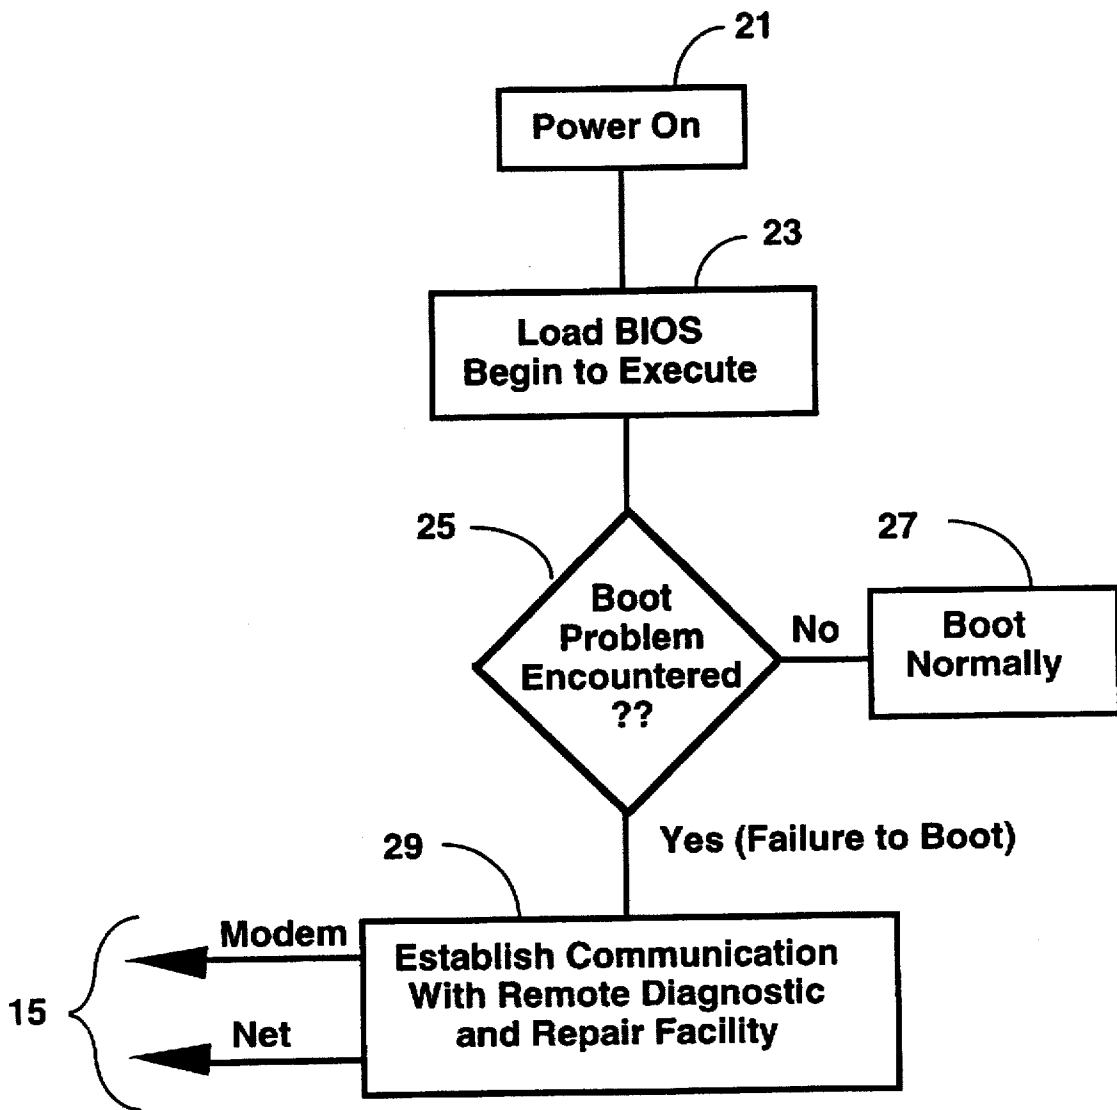 21
Power On
23
Load BIOS
Begin to Execute
25
27
Boot
Problem
Encountered
??
No
Boot
Normally
Yes (Failure to Boot)
29
15
Modem
Net
Establish Communication
With Remote Diagnostic
and Repair Facility